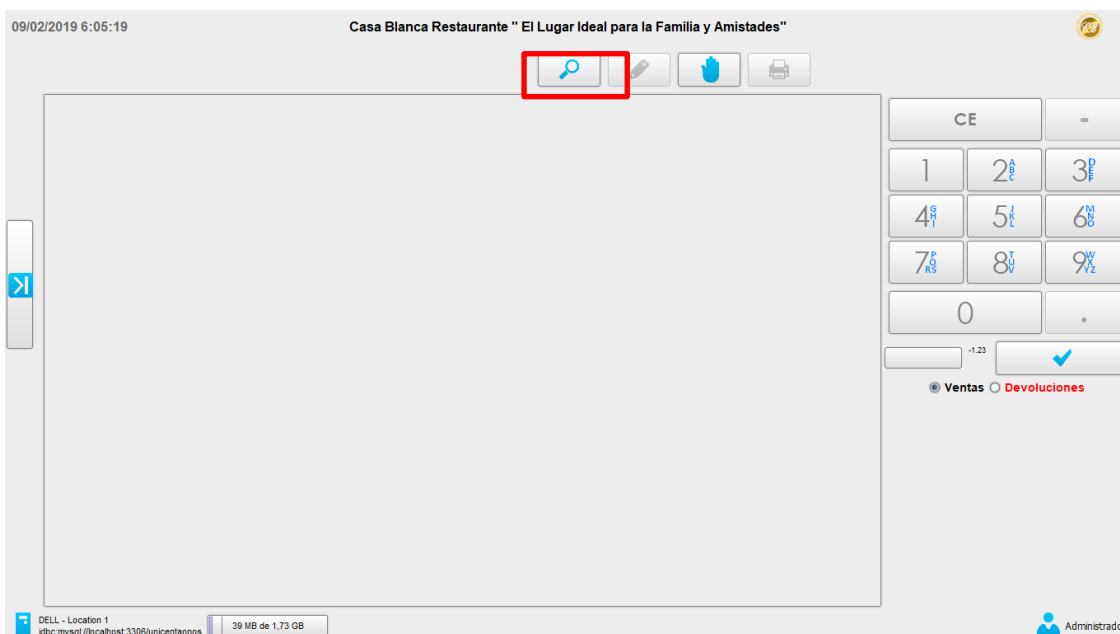 09/02/2019 6:05:19
Casa Blanca Restaurante " El Lugar Ideal para la Familia y Amistades"
CE
-
1
2 A B C
3 D E F
4 G H I
5 J K L
6 M N O
7 P Q R S
8 T U V
9 W X Y Z
0
.
-1.23
Ventas
Devoluciones
DELL - Location 1
jdbc:mysql://localhost:3306/unicentaopos
39 MB de 1,73 GB
Administrado